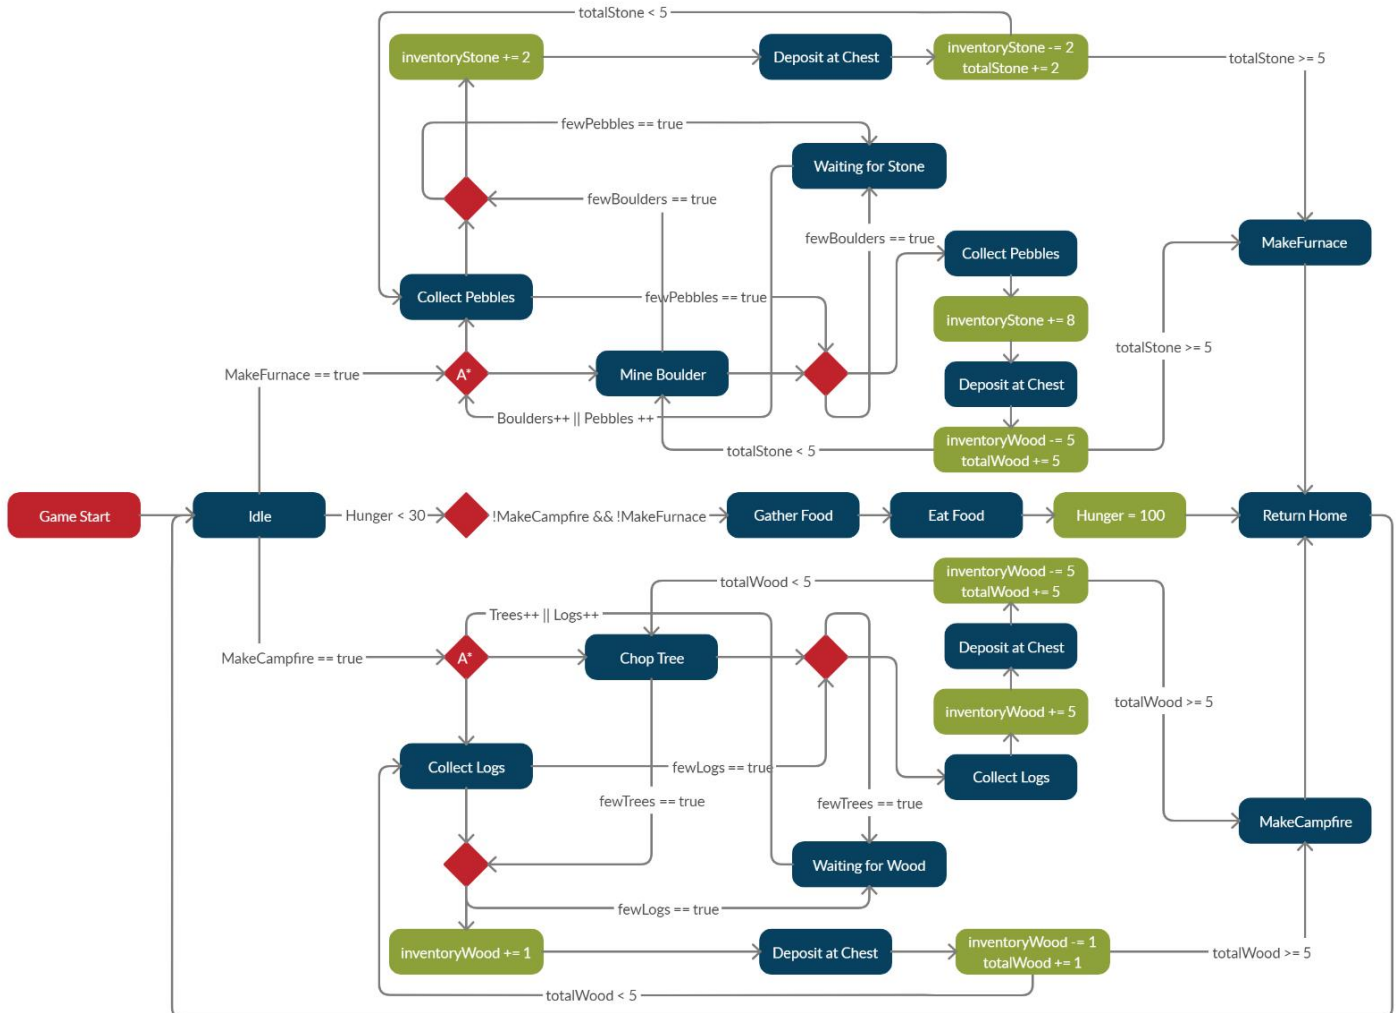 totalStone < 5
inventoryStone += 2
Deposit at Chest
inventoryStone -= 2
totalStone += 2
totalStone >= 5
fewPebbles == true
Waiting for Stone
fewBoulders == true
fewBoulders == true
MakeFurnace
Collect Pebbles
Collect Pebbles
fewPebbles == true
inventoryStone += 8
totalStone >= 5
MakeFurnace == true
A*
Mine Boulder
Deposit at Chest
Boulders++ || Pebbles ++
totalStone < 5
inventoryWood -= 5
totalWood += 5
Game Start
Idle
Hunger < 30
!MakeCampfire && !MakeFurnace
Gather Food
Eat Food
Hunger = 100
Return Home
totalWood < 5
inventoryWood -= 5
totalWood += 5
Trees++ || Logs++
MakeCampfire == true
A*
Chop Tree
Deposit at Chest
totalWood >= 5
inventoryWood += 5
Collect Logs
fewLogs == true
Collect Logs
fewTrees == true
fewTrees == true
MakeCampfire
Waiting for Wood
fewLogs == true
inventoryWood += 1
Deposit at Chest
inventoryWood -= 1
totalWood += 1
totalWood >= 5
totalWood < 5